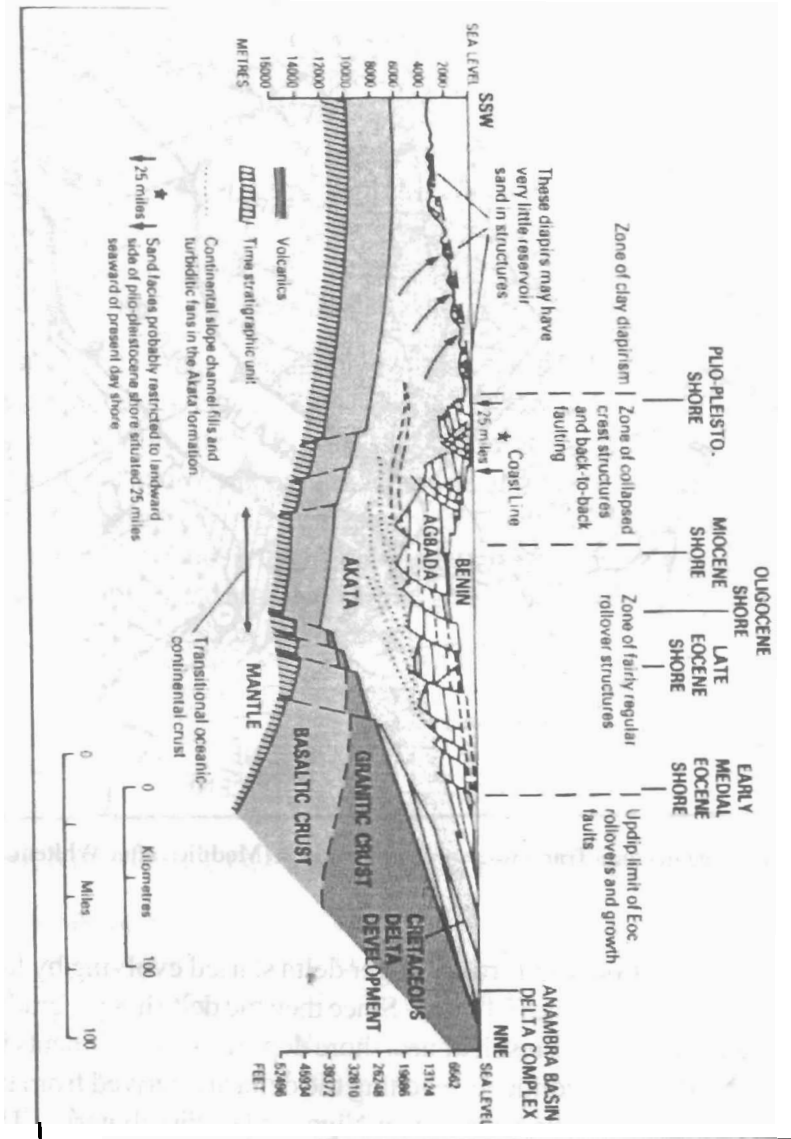 EARLY
MEDIAL
EOCENE
SHORE
LATE
EOCENE
SHORE
OLIGOCENE
SHORE
MIOCENE
SHORE
PLIO-PLEISTO.
SHORE
ANAMBRA BASIN
DELTA COMPLEX
Zone of clay diapirism
Zone of collapsed
crest structures
and back-to-back
faulting
Zone of fairly regular
rollover structures
Updip limit of Eoc
rollovers and growth
faults
These diapirs may have
very little reservoir
sand in structures
★ Coast Line
25 miles
SSW
NNE
SEA LEVEL
2000
4000
6000
8000
10000
12000
14000
16000
METRES
SEA LEVEL
6562
13124
19686
26248
32810
39372
45934
FEET
BENIN
AGBADA
AKATA
CRETACEOUS
DELTA
DEVELOPMENT
GRANITIC CRUST
BASALTIC CRUST
MANTLE
Transitional oceanic-
continental crust
Volcanics
Time stratigraphic unit
Continental slope channel fills and
turbiditic fans in the Akata formation
★
25 miles
Sand facies probably restricted to landward
side of plio-pleistocene shore situated 25 miles
seaward of present day shore
0
Kilometres
100
0
Miles
100